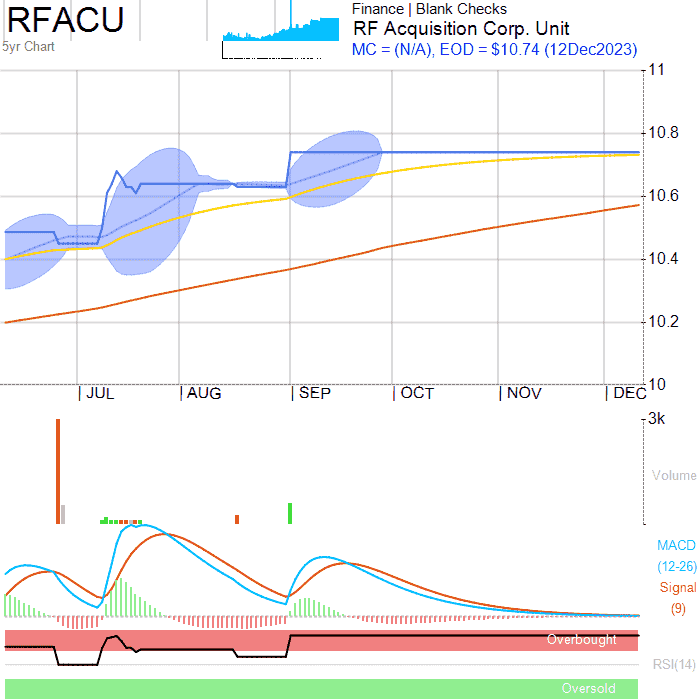 RFACU
5yr Chart
Finance | Blank Checks
RF Acquisition Corp. Unit
MC = (N/A), EOD = $10.74 (12Dec2023)
11
10.8
10.6
10.4
10.2
10
| JUL
| AUG
| SEP
| OCT
| NOV
| DEC
3k
Volume
MACD
(12-26)
Signal
(9)
Overbought
RSI(14)
Oversold